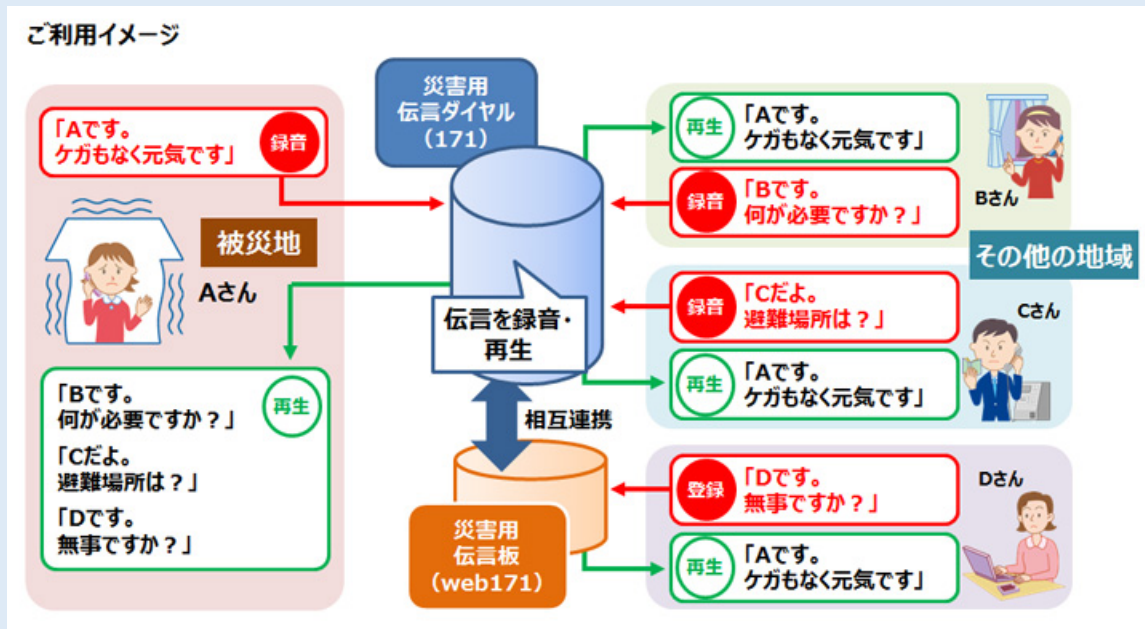 ご利用イメージ
「Aです。
ケガもなく元気です」
録音
被災地
Aさん
「Bです。
何が必要ですか？」
再生
「Cだよ。
避難場所は？」
「Dです。
無事ですか？」
災害用
伝言ダイヤル
（171）
伝言を録音・
再生
相互連携
災害用
伝言板
（web171）
再生
「Aです。
ケガもなく元気です」
録音
「Bです。
何が必要ですか？」
Bさん
その他の地域
録音
「Cだよ。
避難場所は？」
Cさん
再生
「Aです。
ケガもなく元気です」
登録
「Dです。
無事ですか？」
Dさん
再生
「Aです。
ケガもなく元気です」